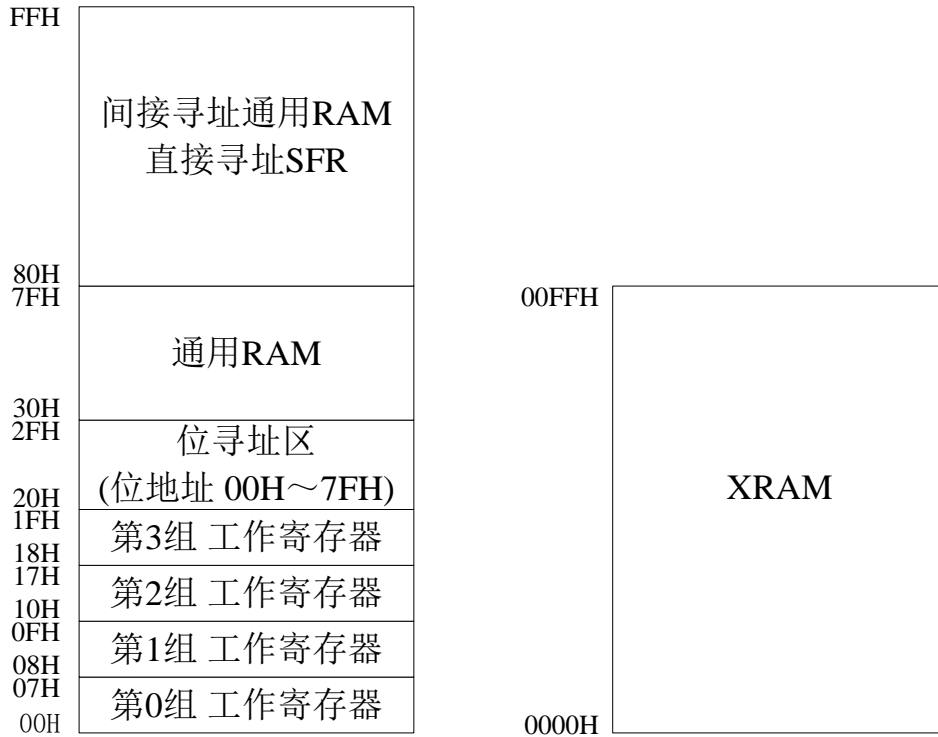 FFH
间接寻址通用RAM
直接寻址SFR
80H
7FH
通用RAM
30H
2FH
位寻址区
(位地址 00H～7FH)
20H
1FH
第3组 工作寄存器
18H
17H
第2组 工作寄存器
10H
0FH
第1组 工作寄存器
08H
07H
第0组 工作寄存器
00H
00FFH
XRAM
0000H